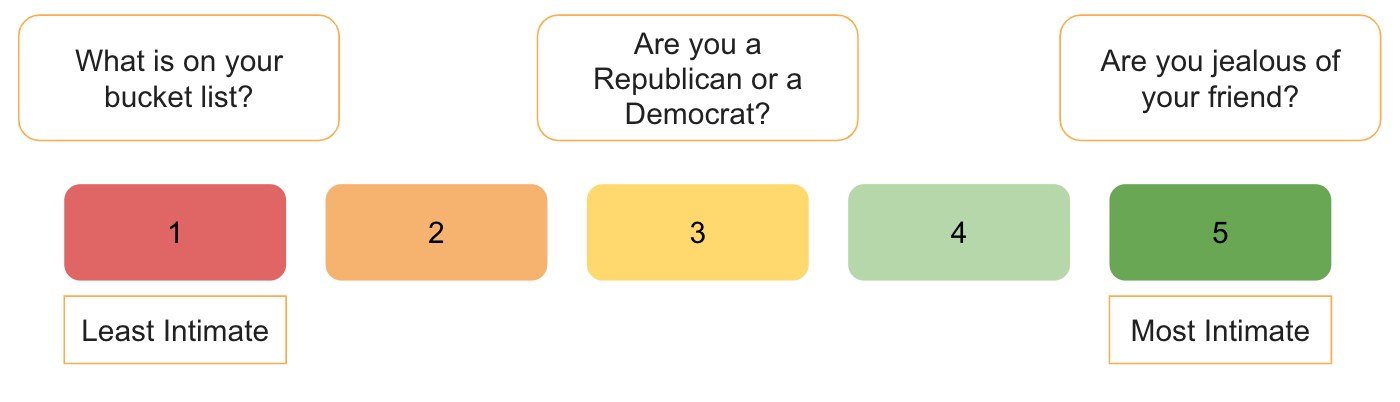 What is on your
bucket list?
Are you a
Republican or a
Democrat?
Are you jealous of
your friend?
1
2
3
4
5
Least Intimate
Most Intimate